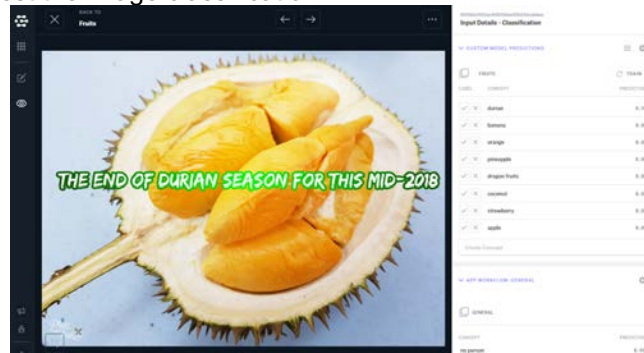 BACK TO
Fruits
Input Details - Classification
CUSTOM MODEL PREDICTIONS
FRUITS
TRAIN
LABEL CONCEPT
durian
banana
orange
pineapple
dragon fruits
coconut
strawberry
apple
Create Concept
THE END OF DURIAN SEASON FOR THIS MID-2018
APP WORKFLOW: GENERAL
GENERAL
CONCEPT
no person